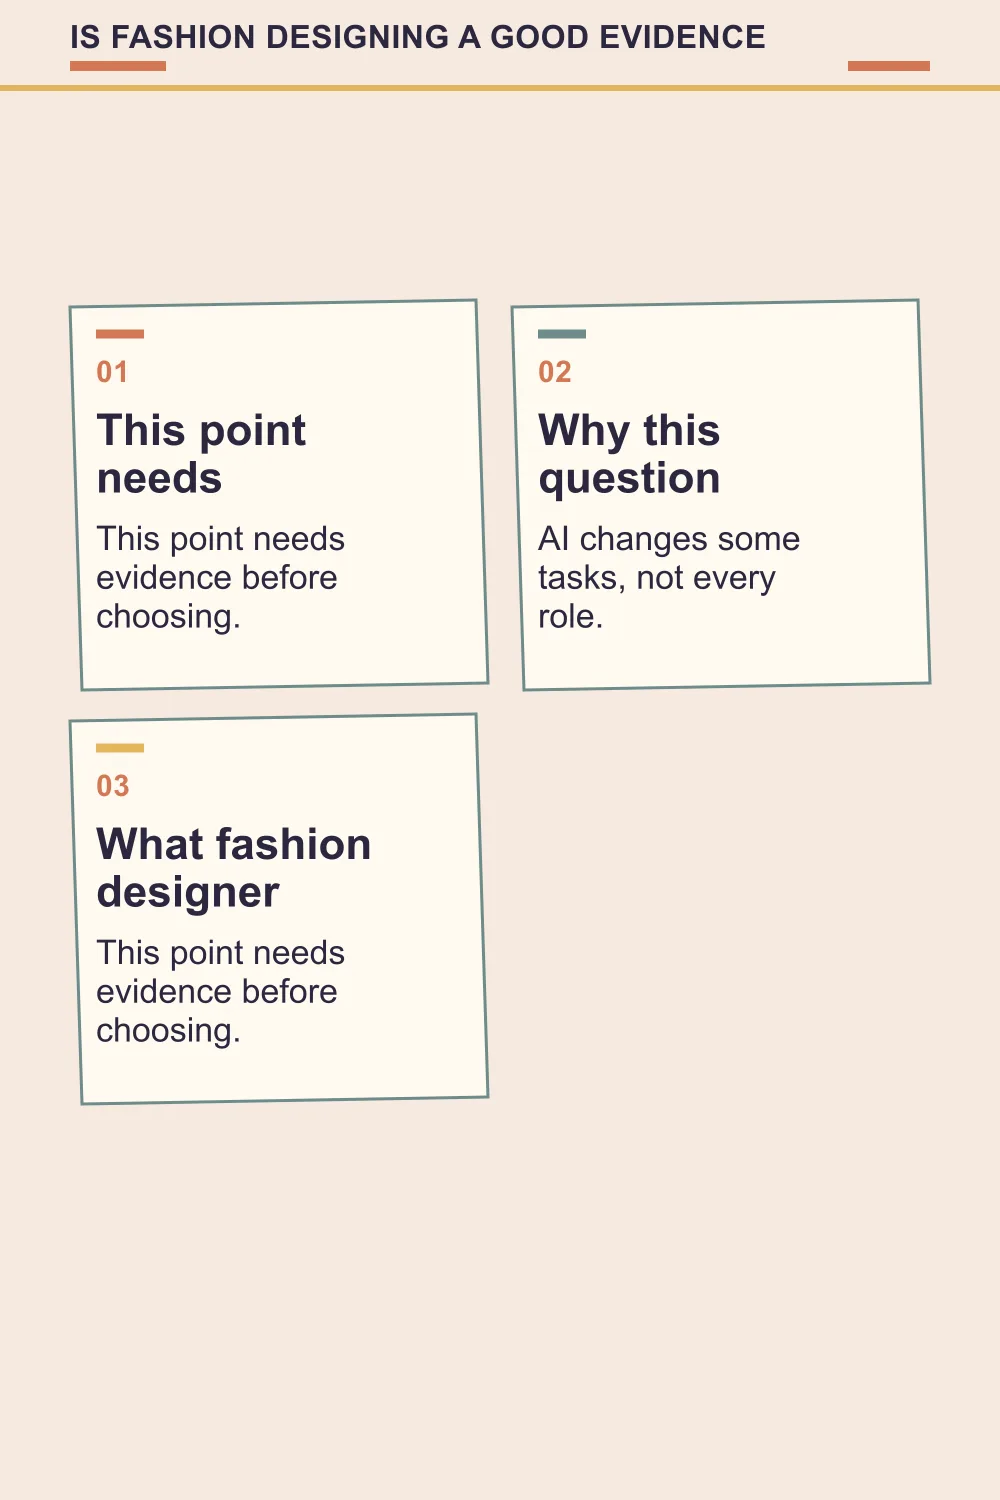 IS FASHION DESIGNING A GOOD EVIDENCE
01
This point
needs
This point needs
evidence before
choosing.
02
Why this
question
AI changes some
tasks, not every
role.
03
What fashion
designer
This point needs
evidence before
choosing.